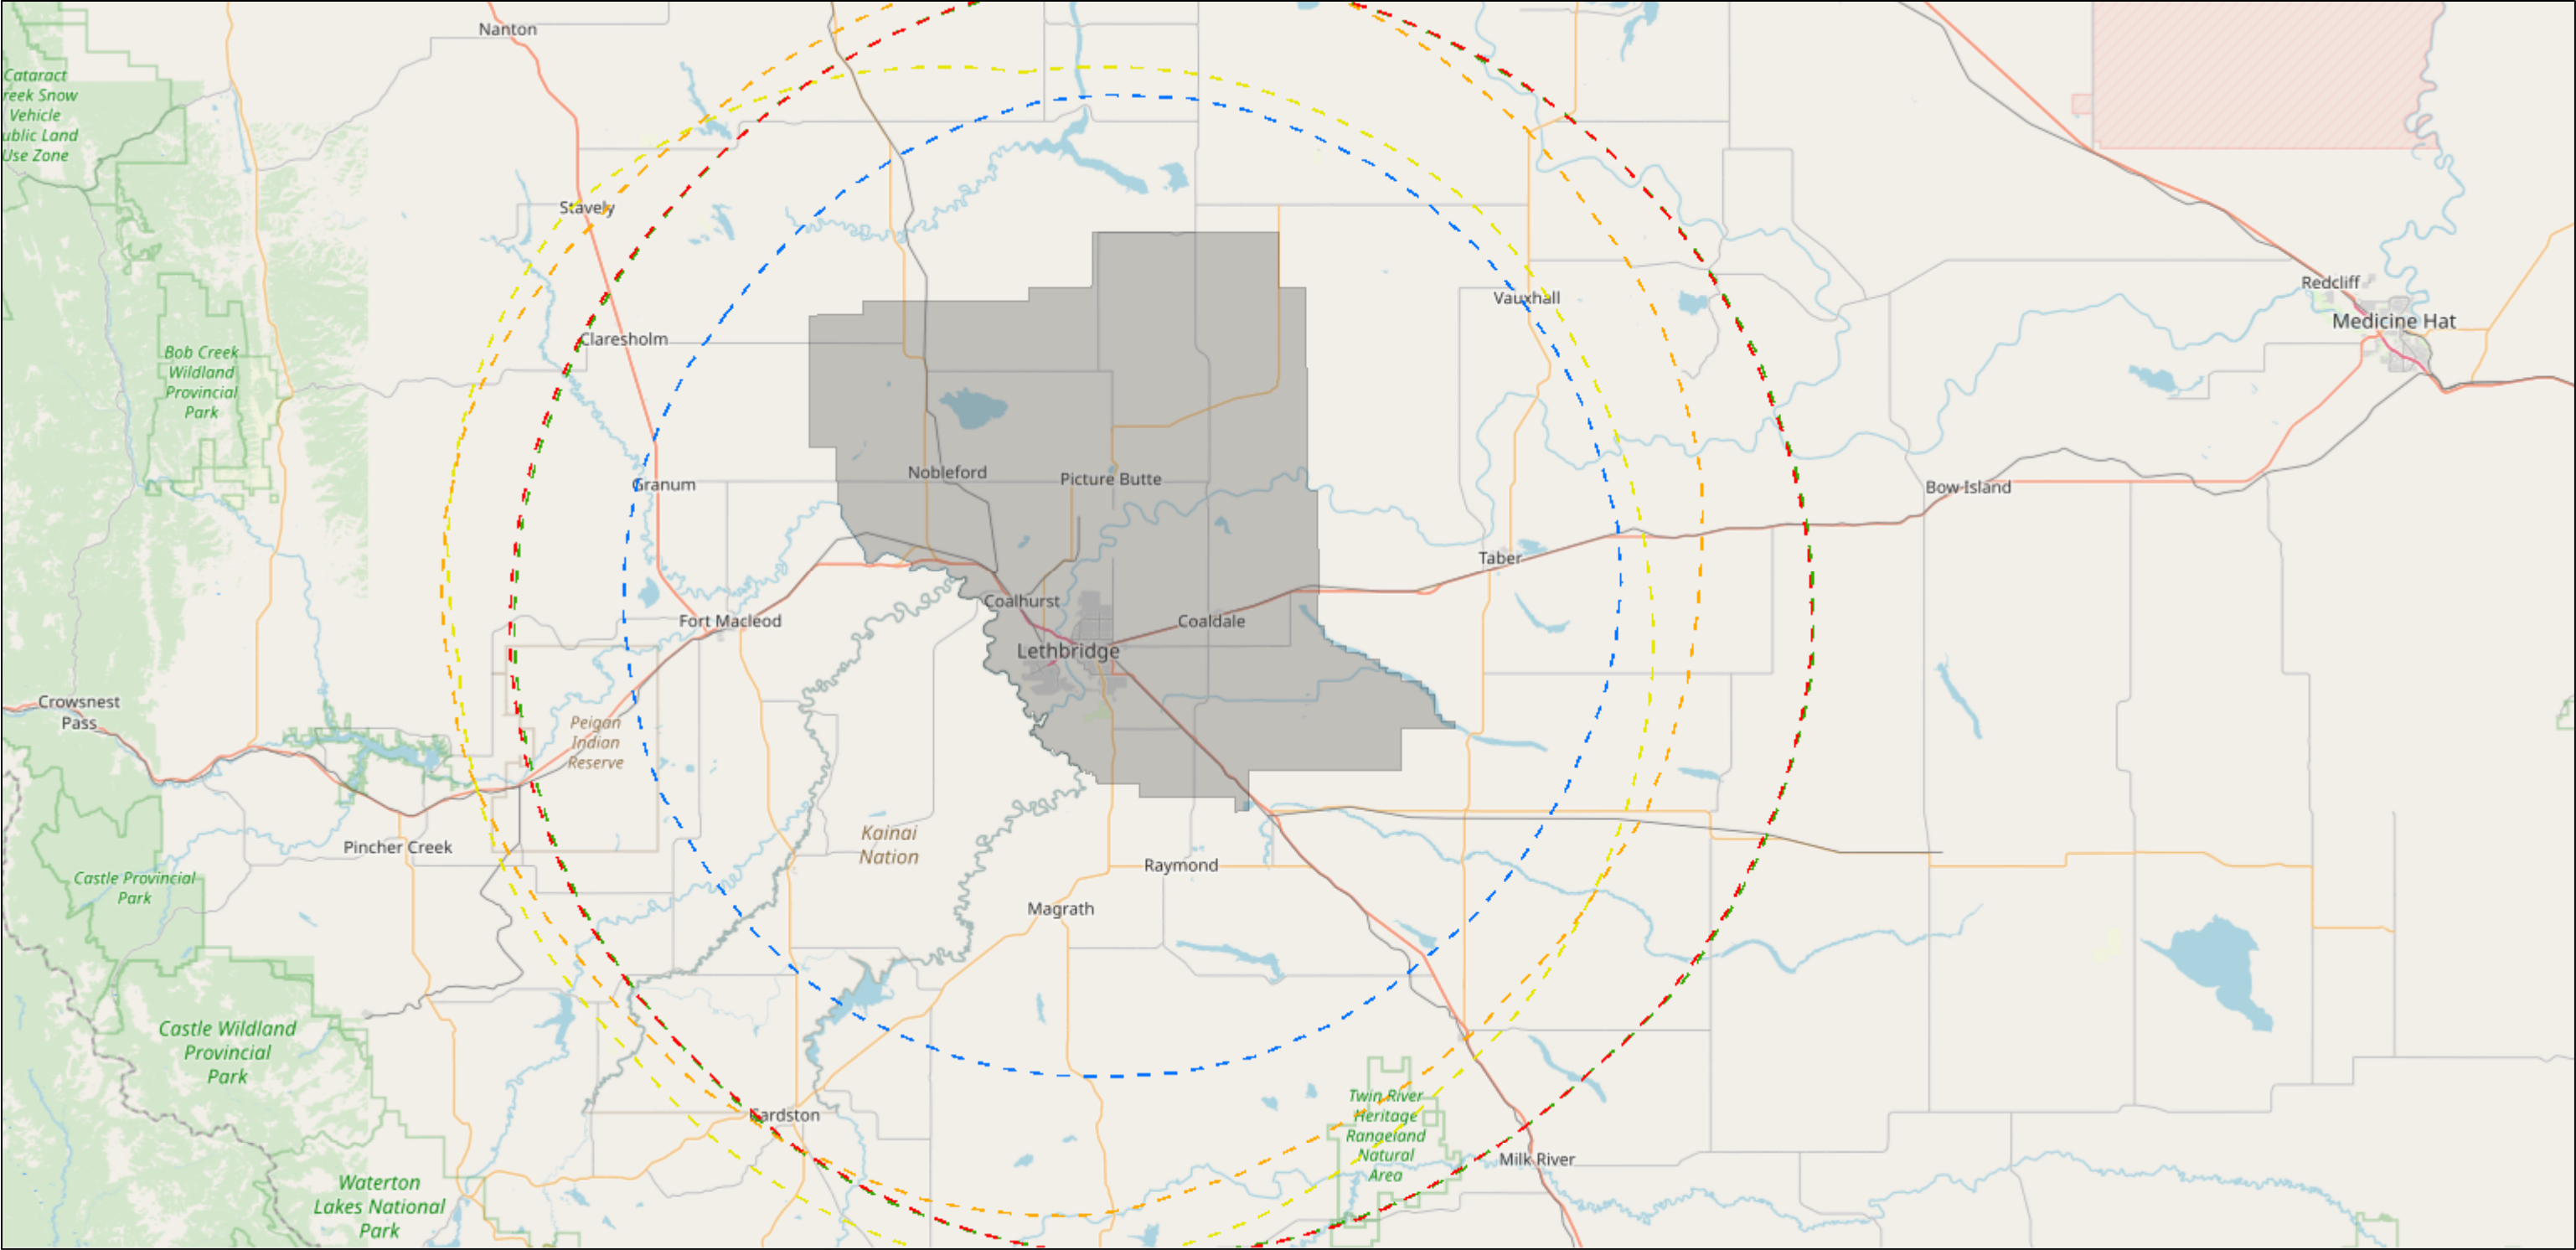 Nanton
Cataract
reek Snow
Vehicle
ublic Land
Use Zone
Stavely
Redcliff
Vauxhall
Medicine Hat
Claresholm
Bob Creek
Wildland
Provincial
Park
Nobleford
Picture Butte
Granum
Bow Island
Taber
Coalhurst
Fort Macleod
Coaldale
Lethbridge
Crowsnest
Pass
Peigan
Indian
Reserve
Kainai
Nation
Pincher Creek
Raymond
Castle Provincial
Park
Magrath
Castle Wildland
Provincial
Park
Cardston
Twin River
Heritage
Rangeland
Natural
Area
Milk River
Waterton
Lakes National
Park